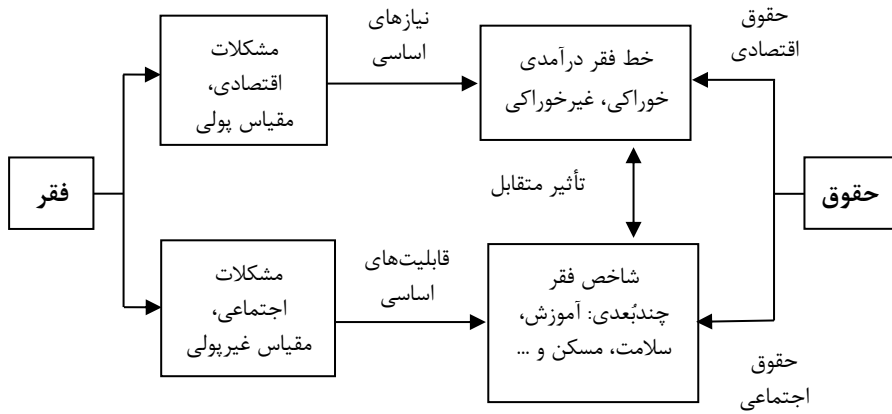 حقوق
اقتصادی
خط فقر درآمدی
خوراکی، غیرخوراکی
نیازهای
اساسی
مشکلات
اقتصادی،
مقیاس پولی
حقوق
تأثیر متقابل
فقر
شاخص فقر
چندبُعدی: آموزش،
سلامت، مسکن و ...
قابلیت‌های
اساسی
مشکلات
اجتماعی،
مقیاس غیرپولی
حقوق
اجتماعی